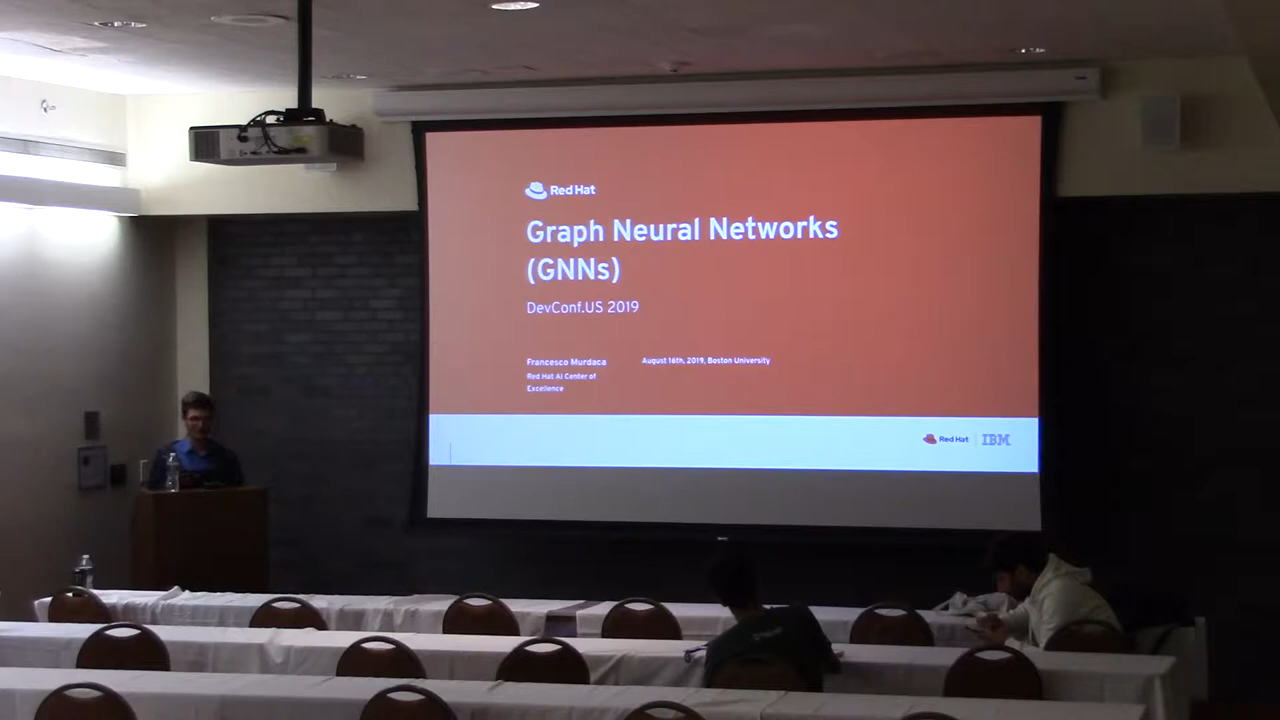 Red Hat
Graph Neural Networks
(GNNs)
DevConf.US 2019
Francesco Murdaca
August 16th, 2019, Boston University
Red Hat AI Center of
Excellence
Red Hat
IBM